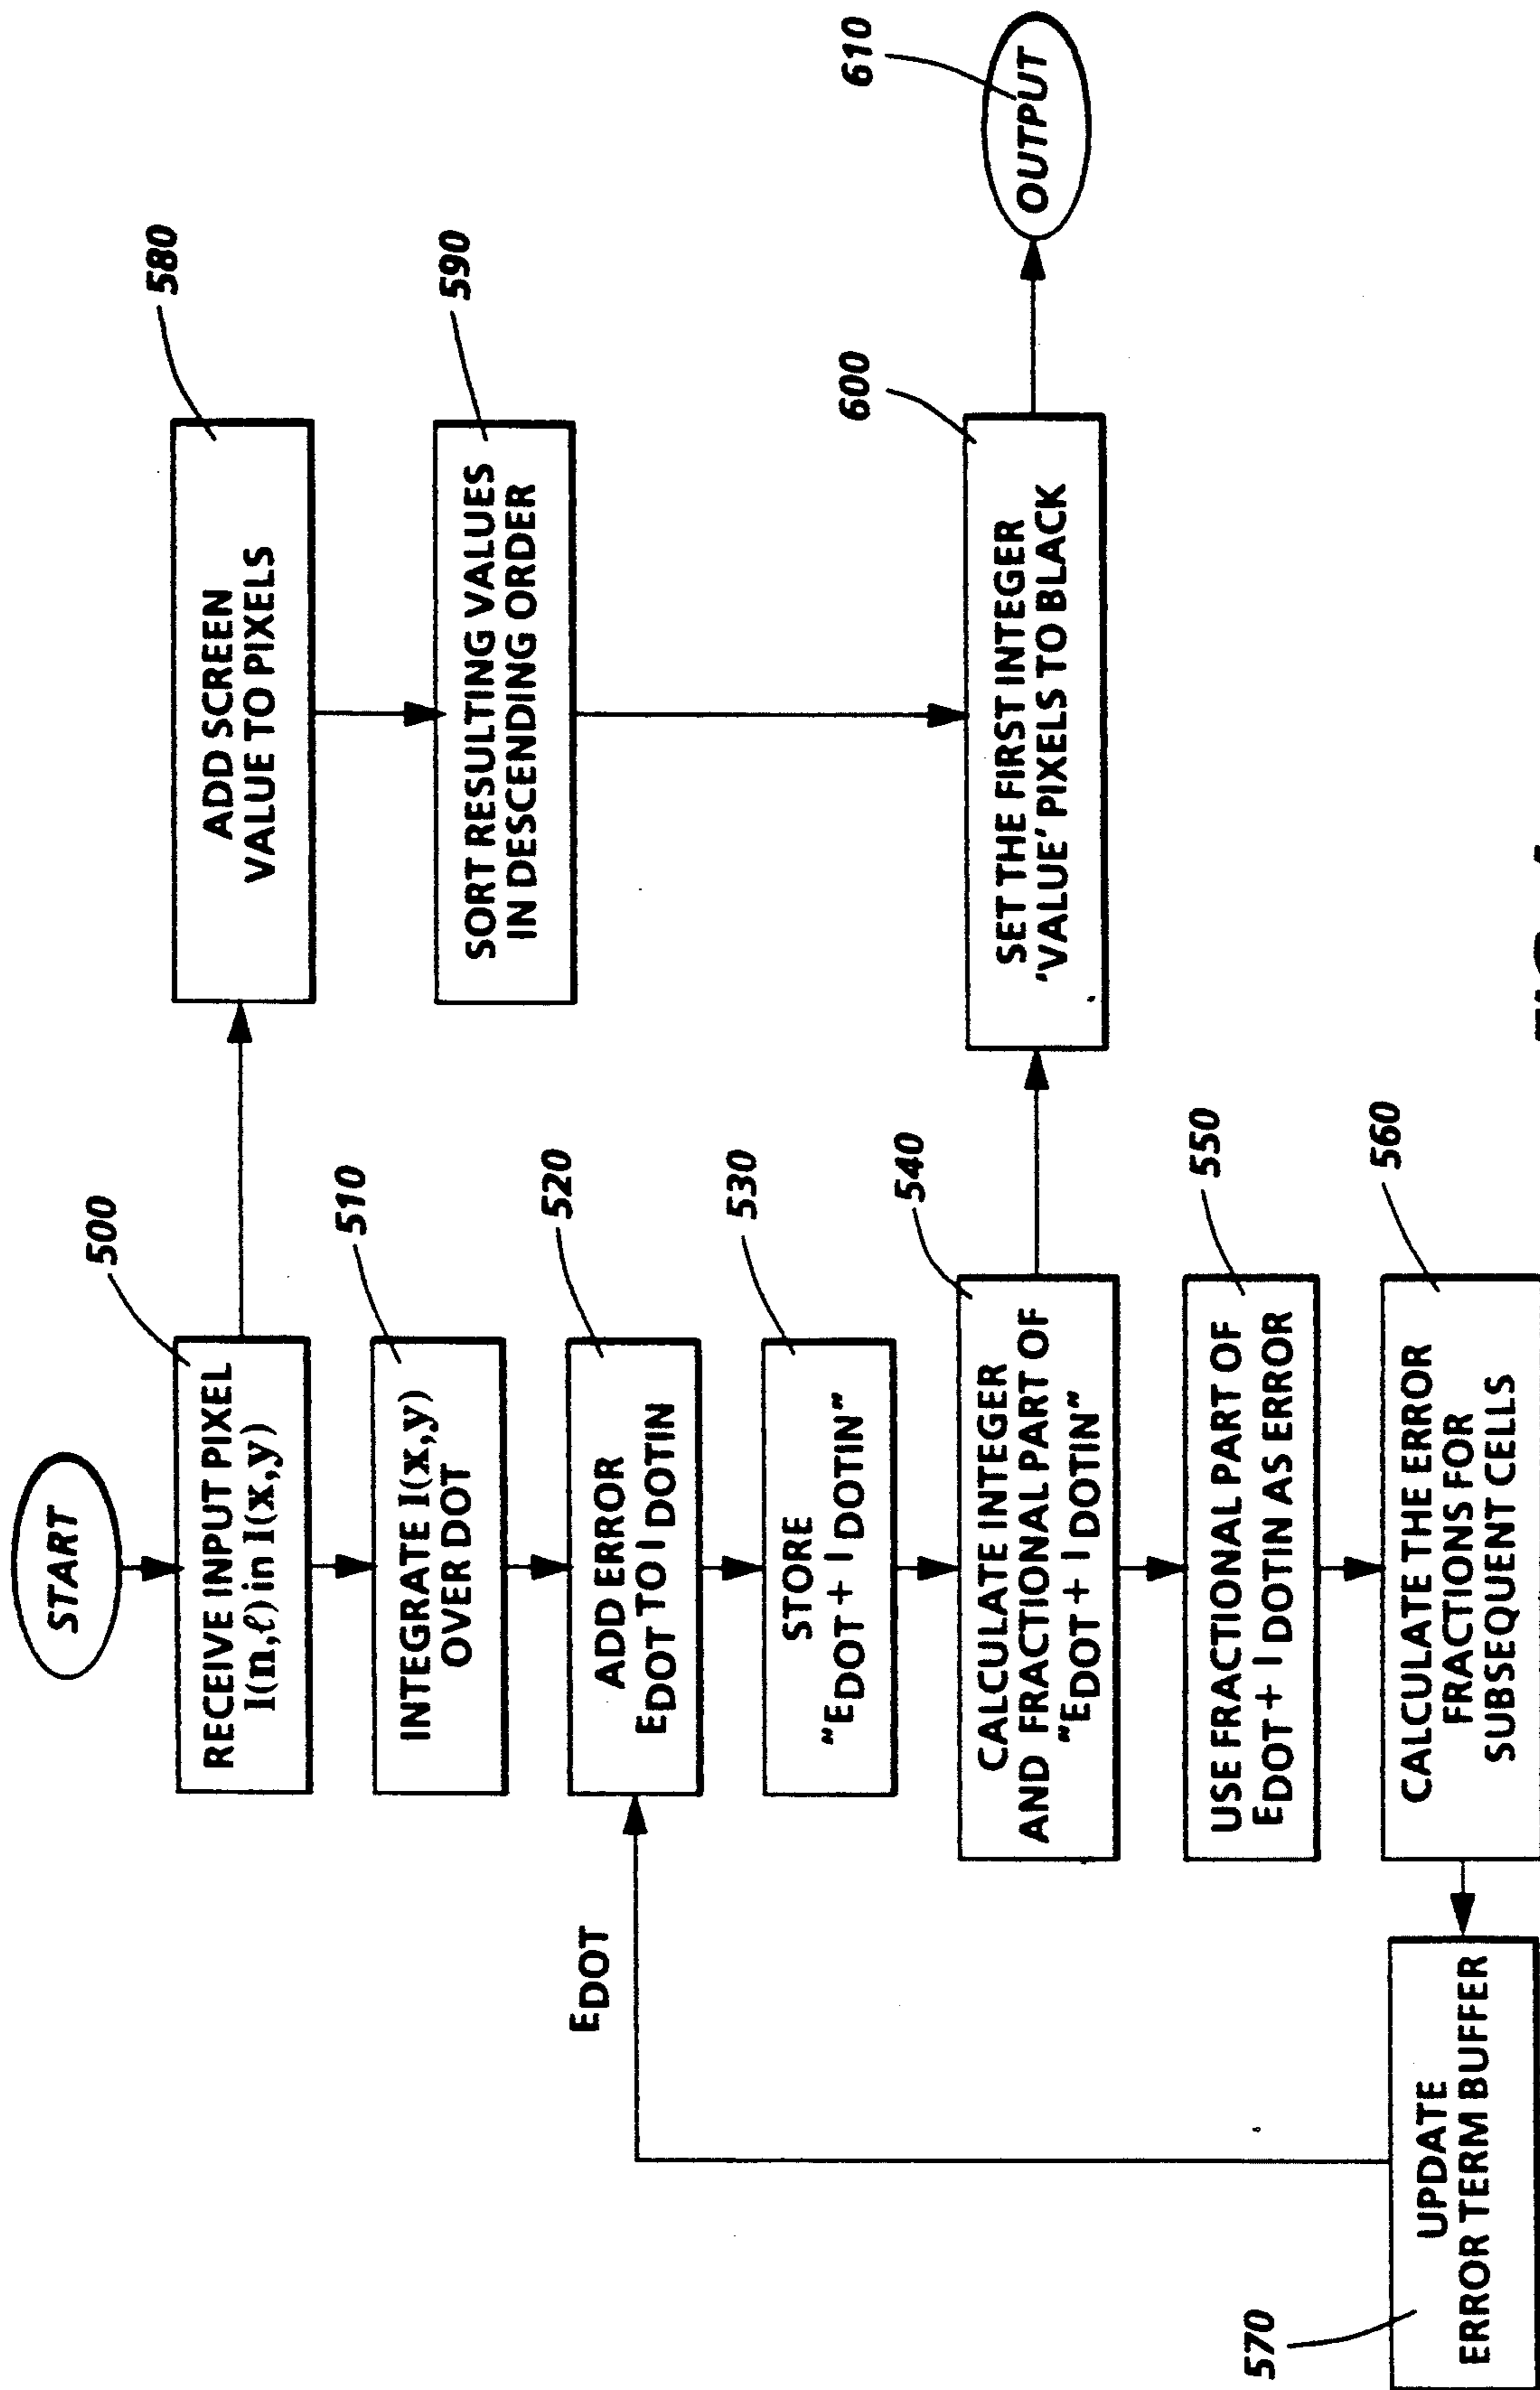 START
500
RECEIVE INPUT PIXEL
I(n,ℓ) in I(x,y)
510
INTEGRATE I(x,y)
OVER DOT
520
ADD ERROR
EDOT TO IDOTIN
530
STORE
"EDOT + IDOTIN"
540
CALCULATE INTEGER
AND FRACTIONAL PART OF
"EDOT + IDOTIN"
550
USE FRACTIONAL PART OF
EDOT + IDOTIN AS ERROR
560
CALCULATE THE ERROR
FRACTIONS FOR
SUBSEQUENT CELLS
570
UPDATE
ERROR TERM BUFFER
EDOT
580
ADD SCREEN
VALUE TO PIXELS
590
SORT RESULTING VALUES
IN DESCENDING ORDER
600
SET THE FIRST INTEGER
'VALUE' PIXELS TO BLACK
610
OUTPUT